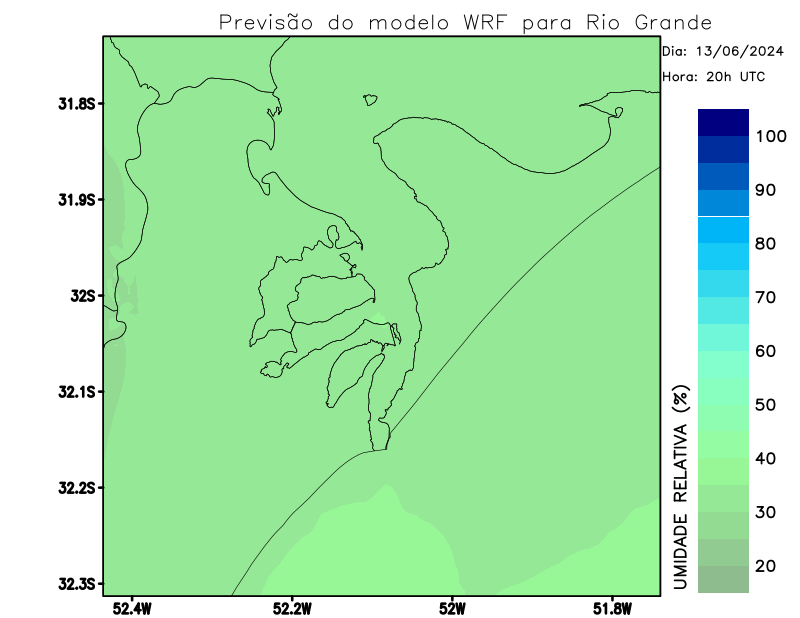 Previsão do modelo WRF para Rio Grande
Dia: 13/06/2024
Hora: 20h UTC
31.8S
31.9S
32S
32.1S
32.2S
32.3S
52.4W
52.2W
52W
51.8W
100
90
80
70
60
50
40
30
20
UMIDADE RELATIVA (%)